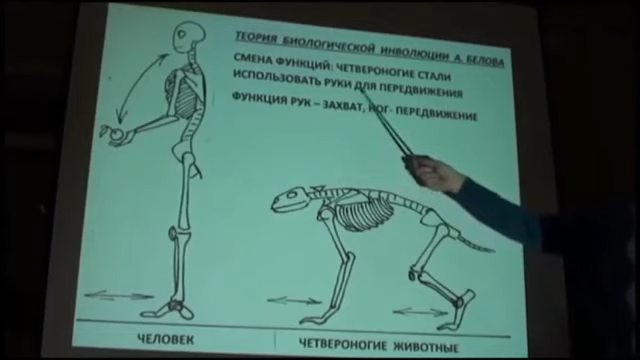 ТЕОРИЯ БИОЛОГИЧЕСКОЙ ИНВОЛЮЦИИ А. БЕЛОВА
СМЕНА ФУНКЦИЙ: ЧЕТВЕРОНОГИЕ СТАЛИ
ИСПОЛЬЗОВАТЬ РУКИ ДЛЯ ПЕРЕДВИЖЕНИЯ
ФУНКЦИЯ РУК – ЗАХВАТ, НОГ- ПЕРЕДВИЖЕНИЕ
ЧЕЛОВЕК
ЧЕТВЕРОНОГИЕ ЖИВОТНЫЕ